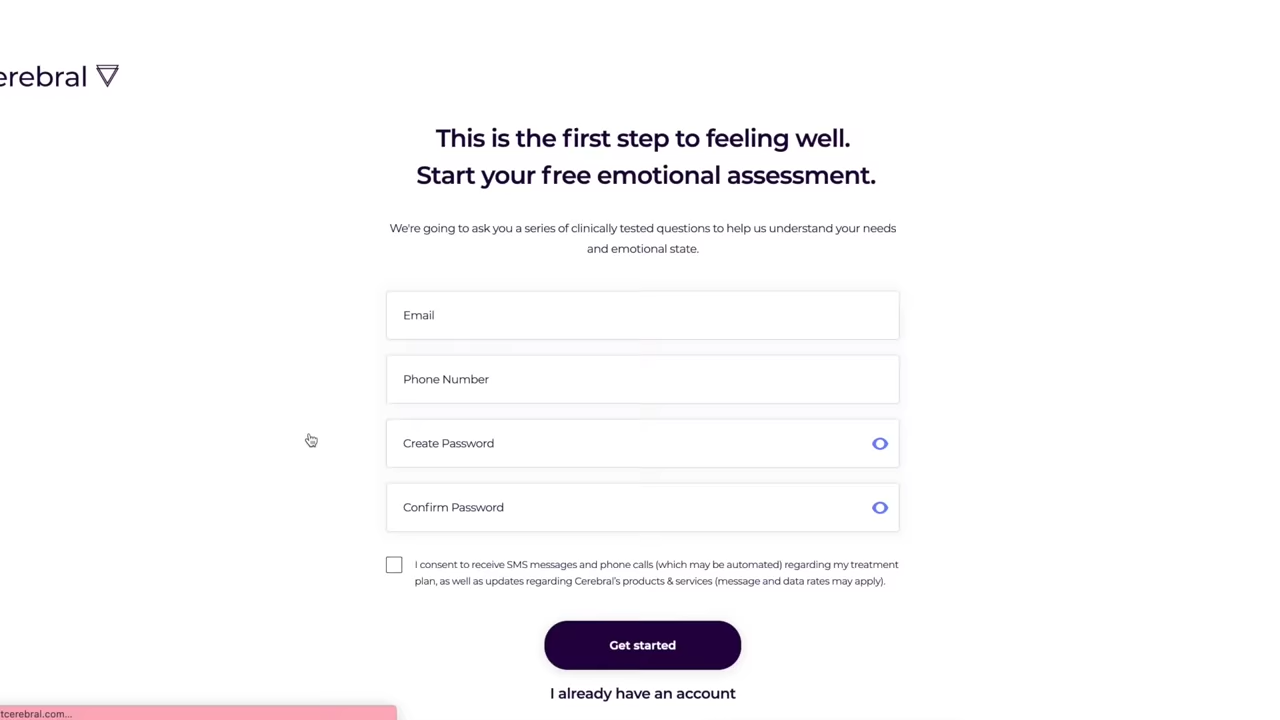 erebral
This is the first step to feeling well.
Start your free emotional assessment.
We're going to ask you a series of clinically tested questions to help us understand your needs
and emotional state.
Email
Phone Number
Create Password
Confirm Password
I consent to receive SMS messages and phone calls (which may be automated) regarding my treatment
plan, as well as updates regarding Cerebral's products & services (message and data rates may apply).
Get started
I already have an account
tcerebral.com...